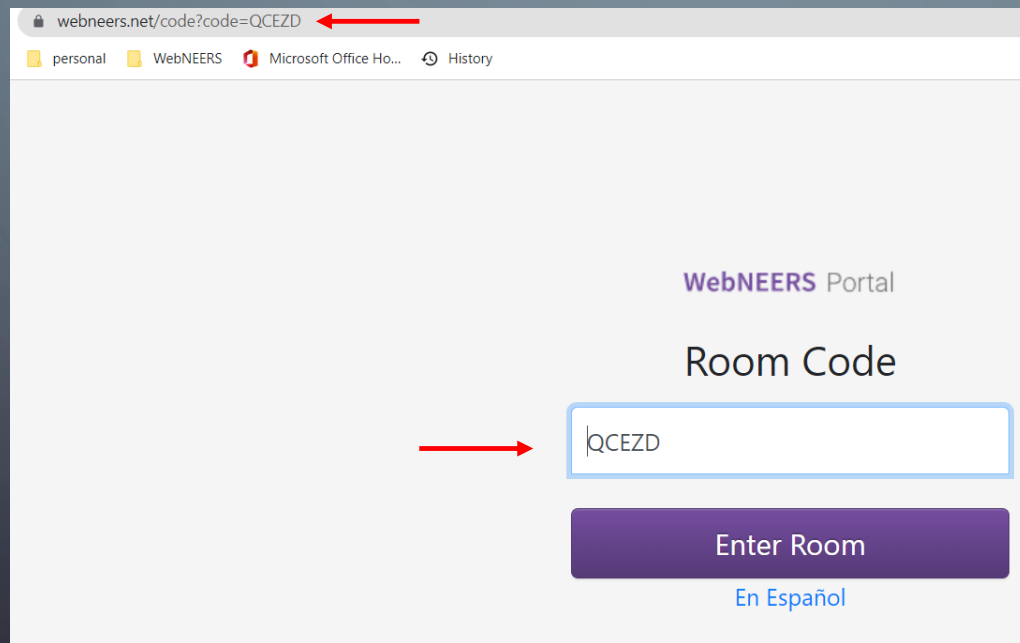 webneers.net/code?code=QCEZD
personal WebNEERS Microsoft Office Ho... History
WebNEERS Portal
Room Code
QCEZD
Enter Room
En Español